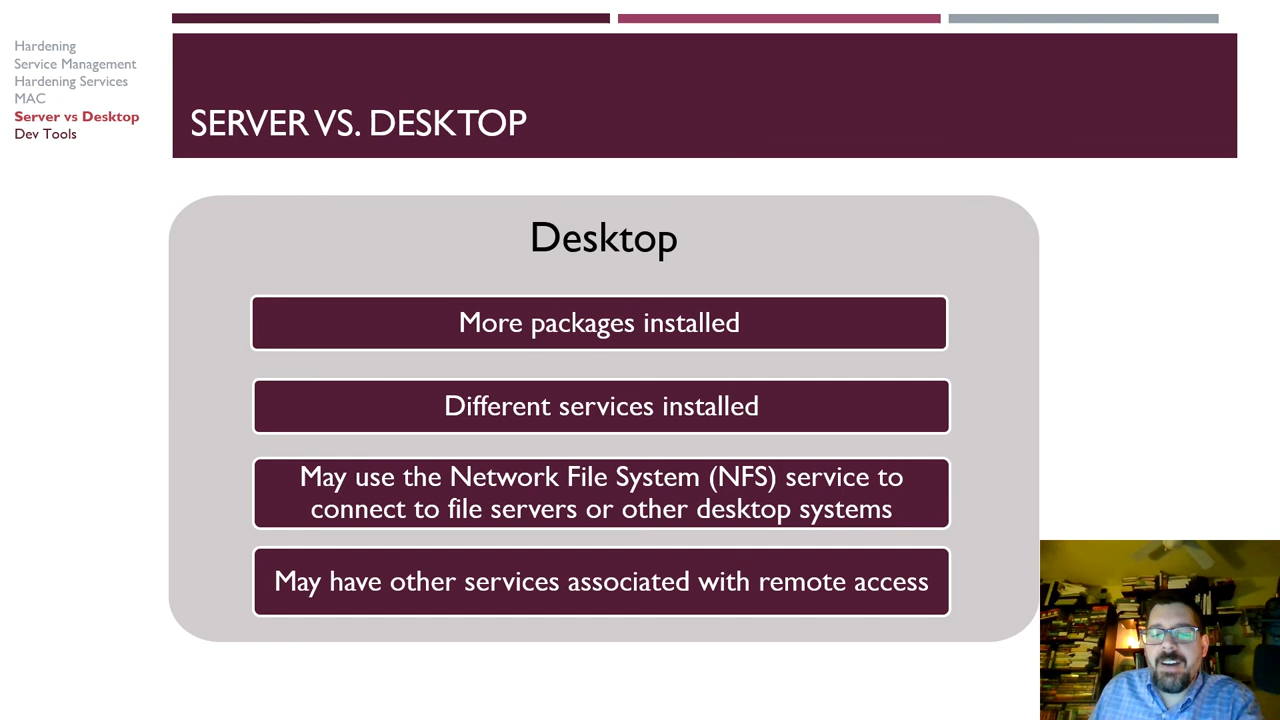 Hardening
Service Management
Hardening Services
MAC
Server vs Desktop
Dev Tools
SERVER VS. DESKTOP
Desktop
More packages installed
Different services installed
May use the Network File System (NFS) service to
connect to file servers or other desktop systems
May have other services associated with remote access